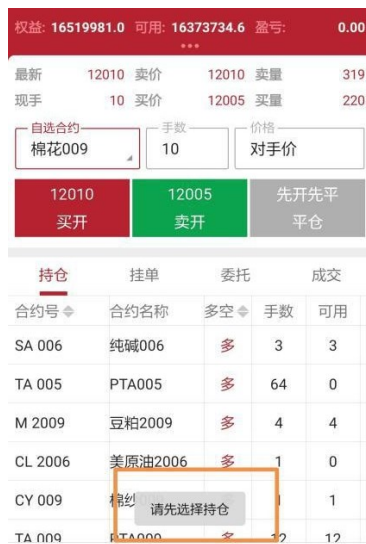 权益: 16519981.0 可用: 16373734.6 盈亏: 0.00
最新 12010 卖价 12010 卖量 319
现手 10 买价 12005 买量 220
自选合约 手数 价格
棉花009 10 对手价
12010 12005 先开先平
买开 卖开 平仓
持仓 挂单 委托 成交
合约号 合约名称 多空 手数 可用
SA 006 纯碱006 多 3 3
TA 005 PTA005 多 64 0
M 2009 豆粕2009 多 4 4
CL 2006 美原油2006 多 1 0
CY 009 棉纱 1
请先选择持仓
TA 009 PTA009 多 12 12